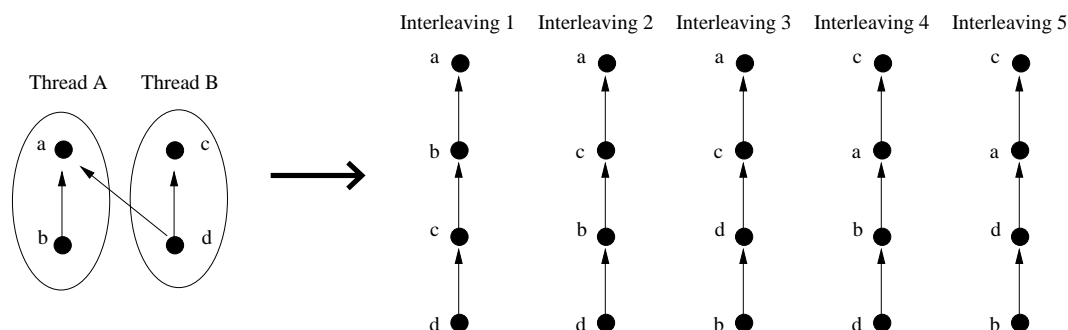 Interleaving 1 Interleaving 2 Interleaving 3 Interleaving 4 Interleaving 5
a a a c c
Thread A Thread B
a c
b c c a a
b d
c b d b d
d d b d b